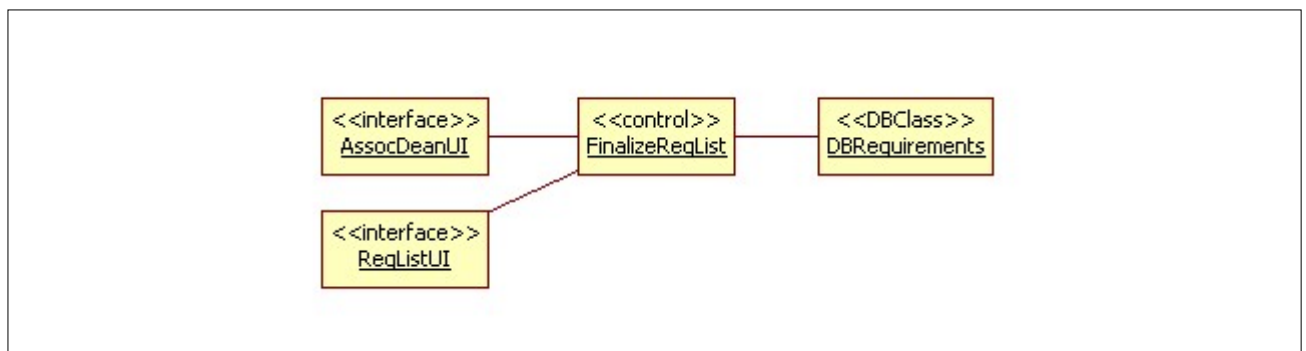 <<interface>>
AssocDeanUI
<<control>>
FinalizeReqList
<<DBClass>>
DBRequirements
<<interface>>
ReqListUI